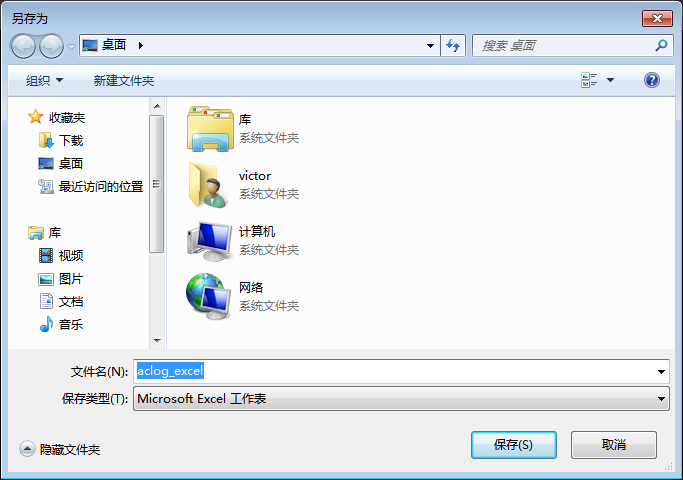 另存为
桌面
搜索 桌面
组织
新建文件夹
收藏夹
下载
桌面
最近访问的位置
库
视频
图片
文档
音乐
库
系统文件夹
victor
系统文件夹
计算机
系统文件夹
网络
系统文件夹
文件名(N):
aclog_excel
保存类型(T):
Microsoft Excel 工作表
隐藏文件夹
保存(S)
取消